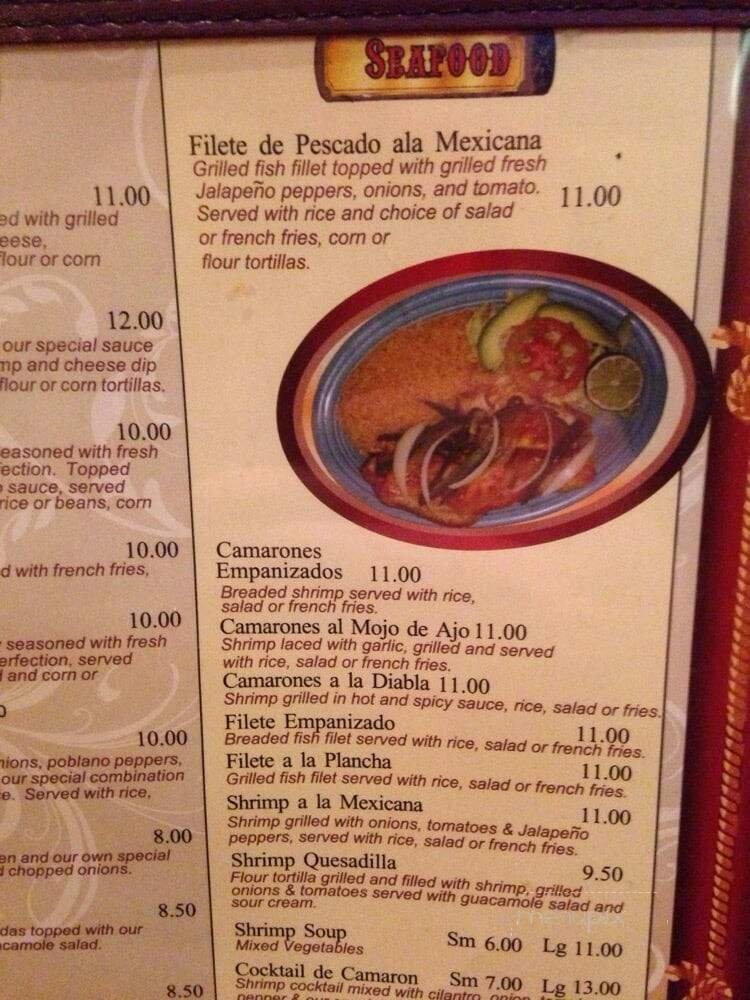 11.00
ed with grilled
eese,
flour or corn
12.00
our special sauce
mp and cheese dip
flour or corn tortillas.
10.00
easoned with fresh
fection. Topped
sauce, served
rice or beans, corn
10.00
d with french fries,
10.00
seasoned with fresh
erfection, served
and corn or
0
10.00
nions, poblano peppers,
our special combination
e. Served with rice,
8.00
en and our own special
d chopped onions.
8.50
das topped with our
acamole salad.
8.50
SEAFOOD
Filete de Pescado ala Mexicana
Grilled fish fillet topped with grilled fresh
Jalapeño peppers, onions, and tomato. 11.00
Served with rice and choice of salad
or french fries, corn or
flour tortillas.
Camarones
Empanizados 11.00
Breaded shrimp served with rice,
salad or french fries.
Camarones al Mojo de Ajo 11.00
Shrimp laced with garlic, grilled and served
with rice, salad or french fries.
Camarones a la Diabla 11.00
Shrimp grilled in hot and spicy sauce, rice, salad or fries.
Filete Empanizado 11.00
Breaded fish filet served with rice, salad or french fries.
Filete a la Plancha 11.00
Grilled fish filet served with rice, salad or french fries.
Shrimp a la Mexicana 11.00
Shrimp grilled with onions, tomatoes & Jalapeño
peppers, served with rice, salad or french fries.
Shrimp Quesadilla 9.50
Flour tortilla grilled and filled with shrimp, grilled
onions & tomatoes served with guacamole salad and
sour cream.
Shrimp Soup Sm 6.00 Lg 11.00
Mixed Vegetables
Cocktail de Camaron Sm 7.00 Lg 13.00
Shrimp cocktail mixed with cilantro, onion,
pepper & our